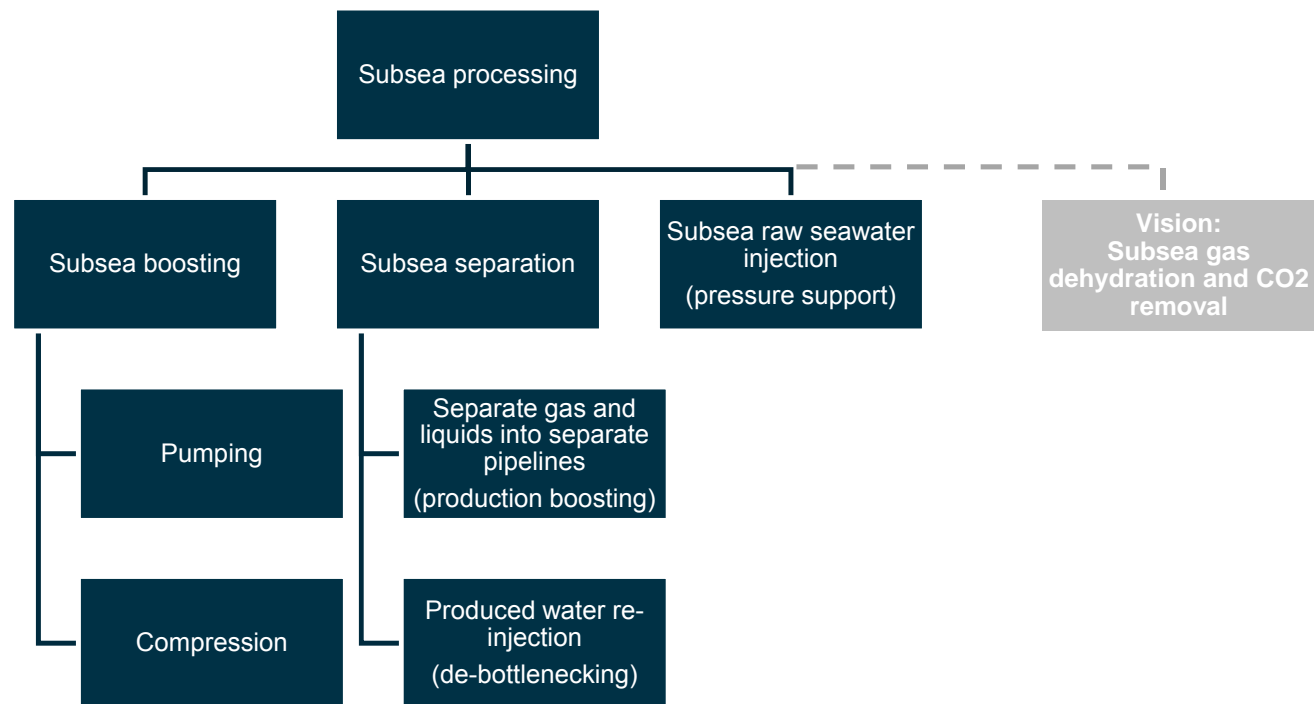 Subsea processing
Subsea boosting
Subsea separation
Subsea raw seawater
injection
(pressure support)
Vision:
Subsea gas
dehydration and CO2
removal
Pumping
Separate gas and
liquids into separate
pipelines
(production boosting)
Compression
Produced water re-
injection
(de-bottlenecking)